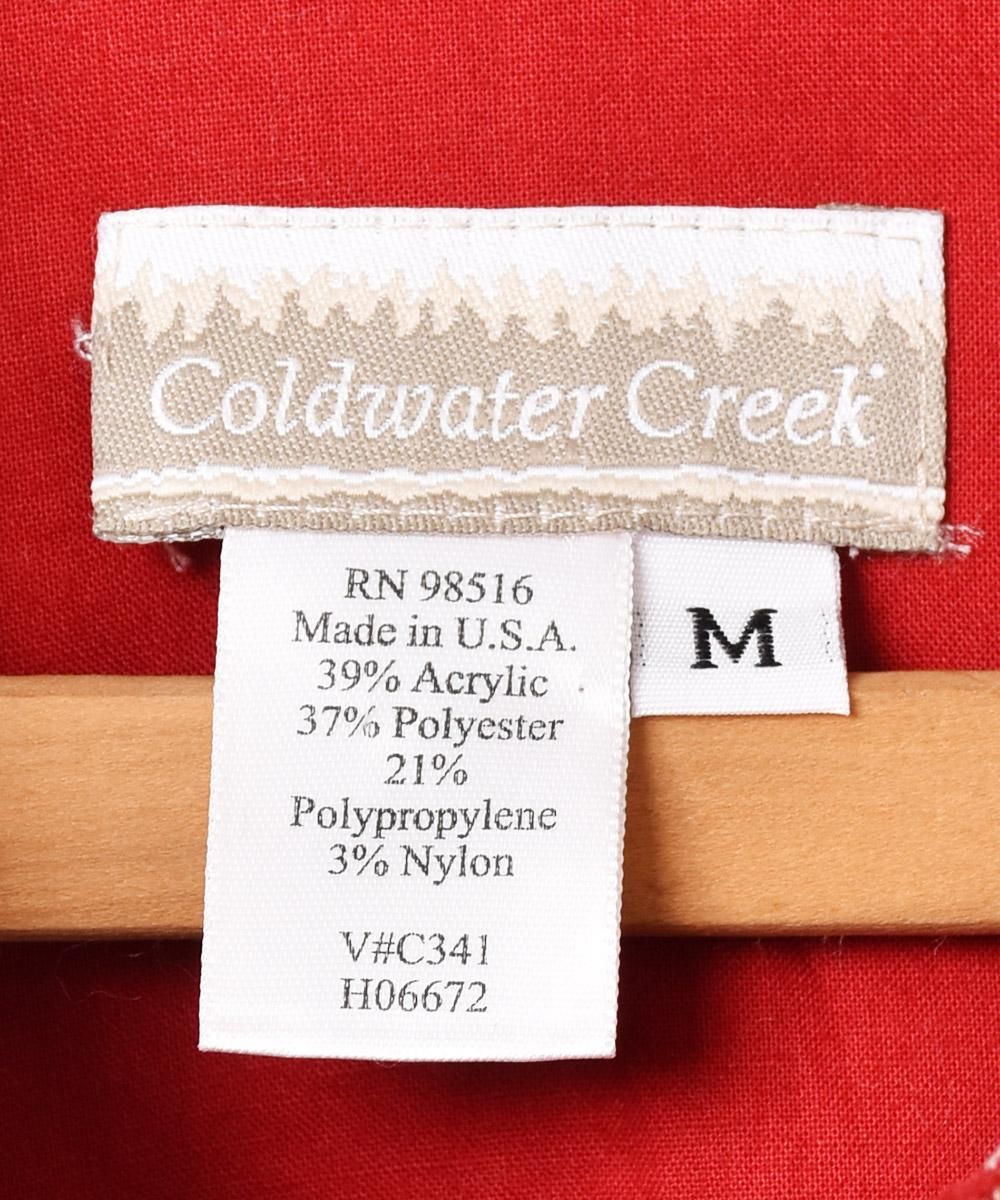 Coldwater Creek
RN 98516
Made in U.S.A.
39% Acrylic
37% Polyester
21%
Polypropylene
3% Nylon
V#C341
H06672
M